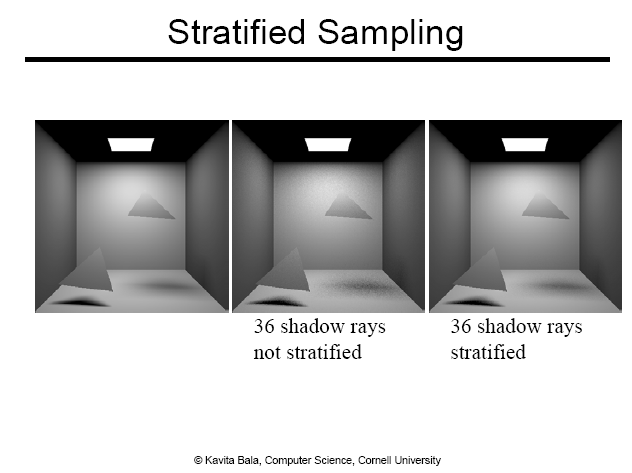 Stratified Sampling
36 shadow rays
not stratified
36 shadow rays
stratified
© Kavita Bala, Computer Science, Cornell University